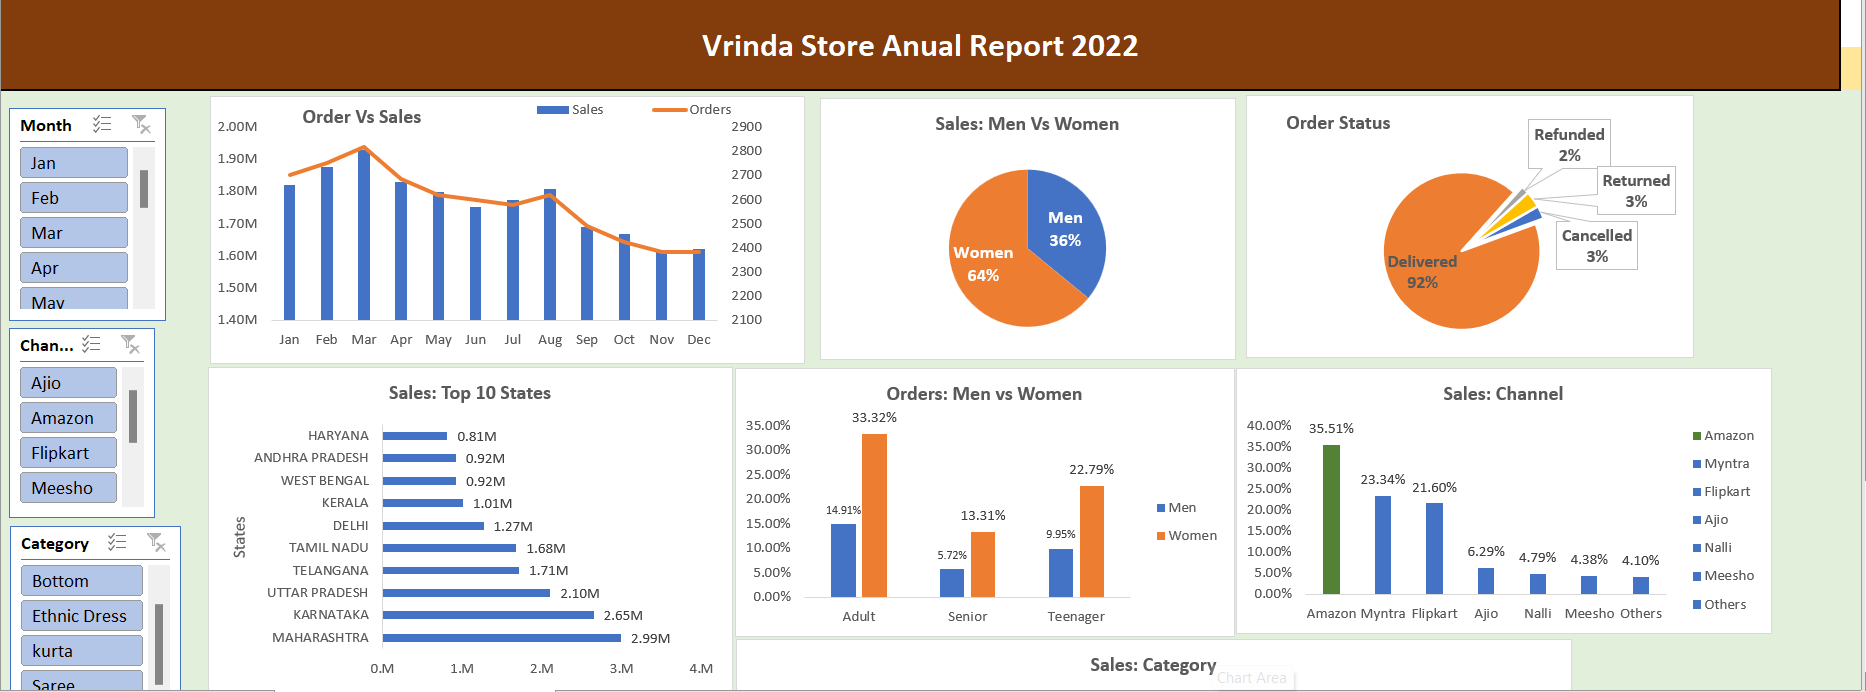 Vrinda Store Anual Report 2022
Month
Jan
Feb
Mar
Apr
May
Chan...
Ajio
Amazon
Flipkart
Meesho
Category
Bottom
Ethnic Dress
kurta
Saree
Order Vs Sales
Sales Orders
2.00M
1.90M
1.80M
1.70M
1.60M
1.50M
1.40M
2900
2800
2700
2600
2500
2400
2300
2200
2100
Jan Feb Mar Apr May Jun Jul Aug Sep Oct Nov Dec
Sales: Men Vs Women
Men
36%
Women
64%
Order Status
Refunded
2%
Returned
3%
Cancelled
3%
Delivered
92%
Sales: Top 10 States
States
HARYANA 0.81M
ANDHRA PRADESH 0.92M
WEST BENGAL 0.92M
KERALA 1.01M
DELHI 1.27M
TAMIL NADU 1.68M
TELANGANA 1.71M
UTTAR PRADESH 2.10M
KARNATAKA 2.65M
MAHARASHTRA 2.99M
0.M 1.M 2.M 3.M 4.M
Orders: Men vs Women
35.00%
30.00%
25.00%
20.00%
15.00%
10.00%
5.00%
0.00%
14.91% 33.32%
5.72% 13.31%
9.95% 22.79%
Adult Senior Teenager
Men
Women
Sales: Channel
40.00%
35.00%
30.00%
25.00%
20.00%
15.00%
10.00%
5.00%
0.00%
35.51% 23.34% 21.60% 6.29% 4.79% 4.38% 4.10%
Amazon Myntra Flipkart Ajio Nalli Meesho Others
Amazon
Myntra
Flipkart
Ajio
Nalli
Meesho
Others
Sales: Category
Chart Area